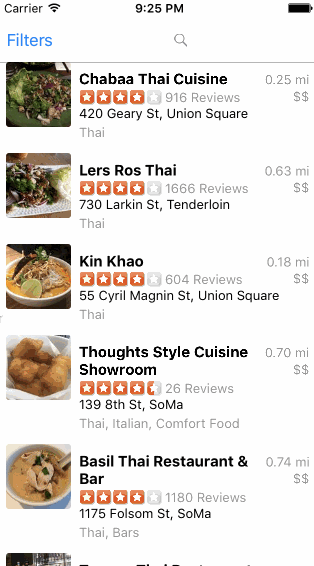 Carrier 9:25 PM
Filters
Chabaa Thai Cuisine 0.25 mi
916 Reviews $$
420 Geary St, Union Square
Thai
Lers Ros Thai 0.63 mi
1666 Reviews $$
730 Larkin St, Tenderloin
Thai
Kin Khao 0.18 mi
604 Reviews $$
55 Cyril Magnin St, Union Square
Thai
Thoughts Style Cuisine 0.70 mi
Showroom $$
26 Reviews
139 8th St, SoMa
Thai, Italian, Comfort Food
Basil Thai Restaurant & 0.74 mi
Bar $$
1180 Reviews
1175 Folsom St, SoMa
Thai, Bars